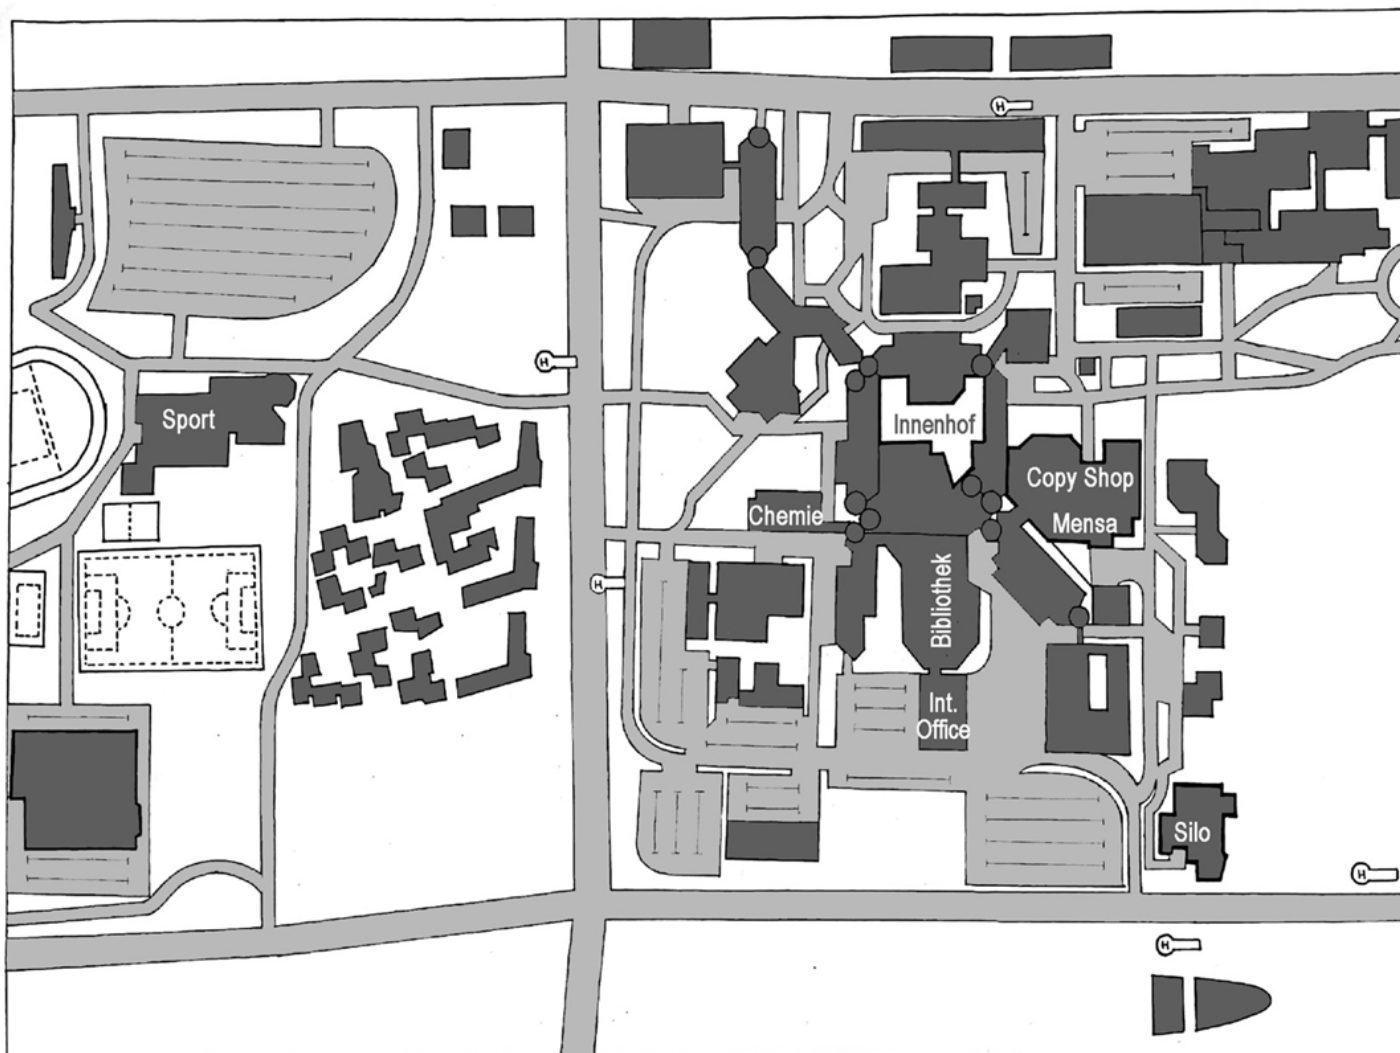 H
H
Sport
Innenhof
Copy Shop
Mensa
Chemie
Bibliothek
H
Int.
Office
Silo
H
H